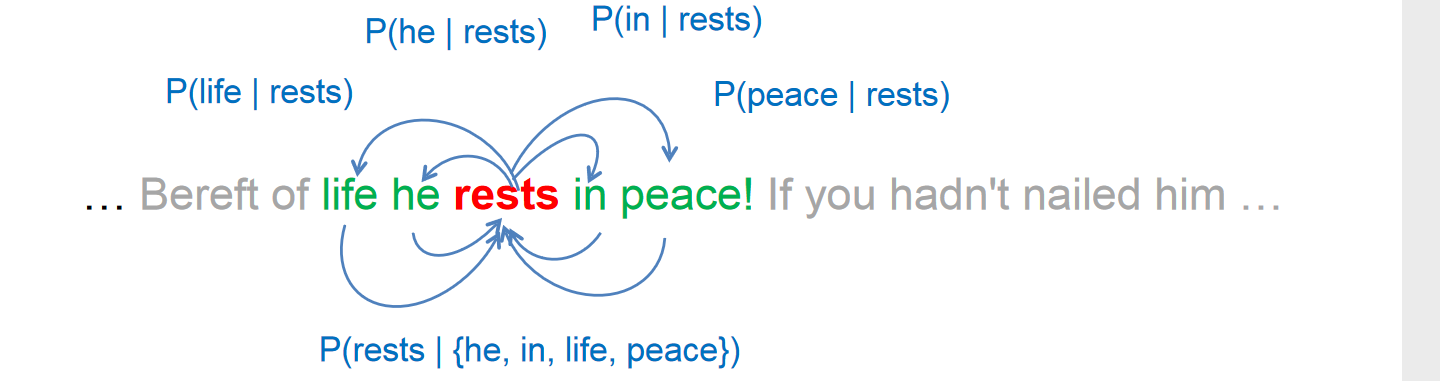 P(he | rests) P(in | rests)
P(life | rests) P(peace | rests)
… Bereft of life he rests in peace! If you hadn't nailed him …
P(rests | {he, in, life, peace})